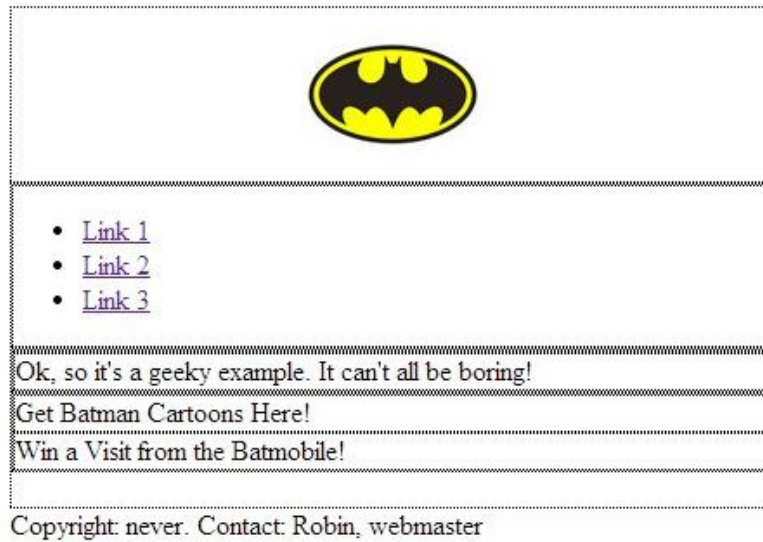 Link 1
Link 2
Link 3
Ok, so it's a geeky example. It can't all be boring!
Get Batman Cartoons Here!
Win a Visit from the Batmobile!
Copyright: never. Contact: Robin, webmaster